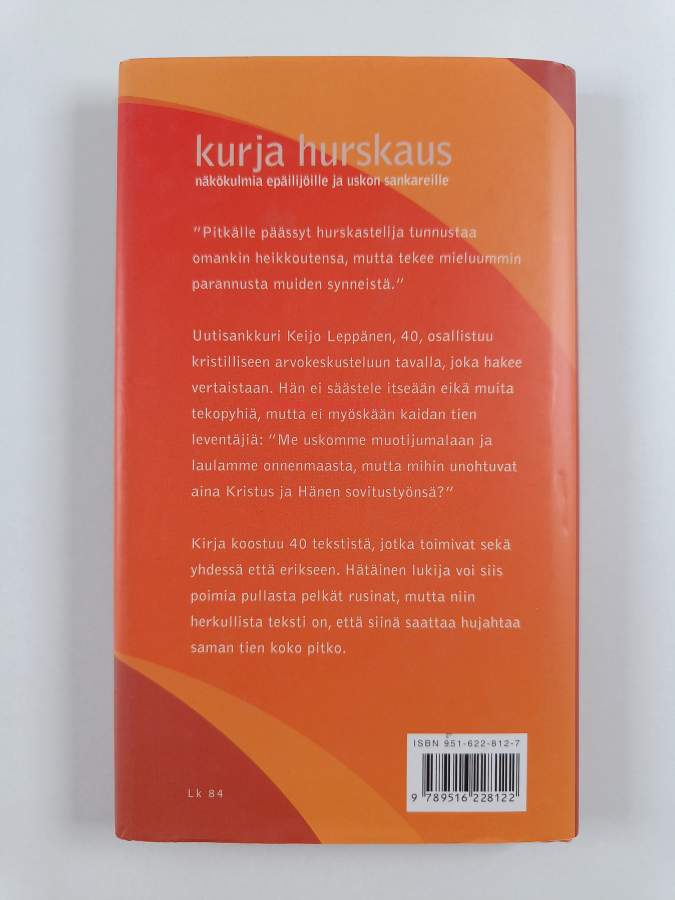 kurja hurskaus
näkökulmia epäilijöille ja uskon sankareille
”Pitkälle päässyt hurskastelija tunnustaa
omankin heikkoutensa, mutta tekee mieluummin
parannusta muiden synneistä.”
Uutisankkuri Keijo Leppänen, 40, osallistuu
kristilliseen arvokeskusteluun tavalla, joka hakee
vertaistaan. Hän ei säästele itseään eikä muita
tekopyhiä, mutta ei myöskään kaidan tien
leventäjiä: ”Me uskomme muotijumalaan ja
laulamme onnenmaasta, mutta mihin unohtuvat
aina Kristus ja Hänen sovitustyönsä?”
Kirja koostuu 40 tekstistä, jotka toimivat sekä
yhdessä että erikseen. Hätäinen lukija voi siis
poimia pullasta pelkät rusinat, mutta niin
herkullista teksti on, että siinä saattaa hujahtaa
saman tien koko pitko.
ISBN 951-622-812-7
9 789516 228122
Lk 84